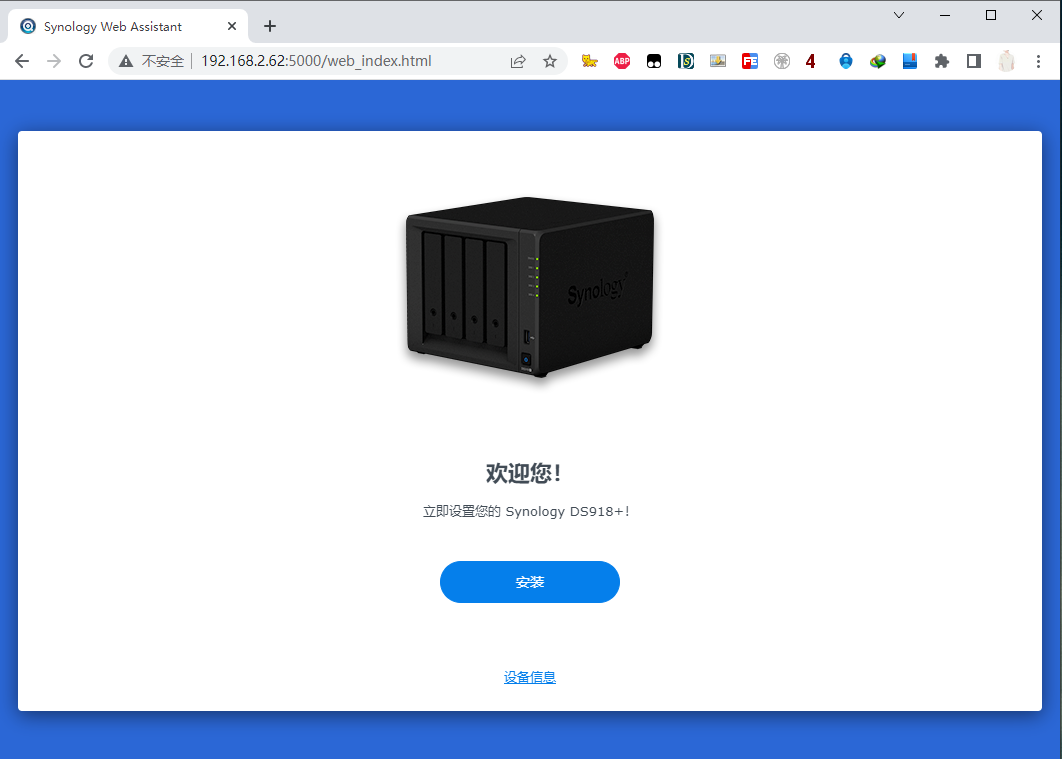 Synology Web Assistant
不安全
192.168.2.62:5000/web_index.html
ABP
4
Synology
欢迎您！
立即设置您的 Synology DS918+！
安装
设备信息